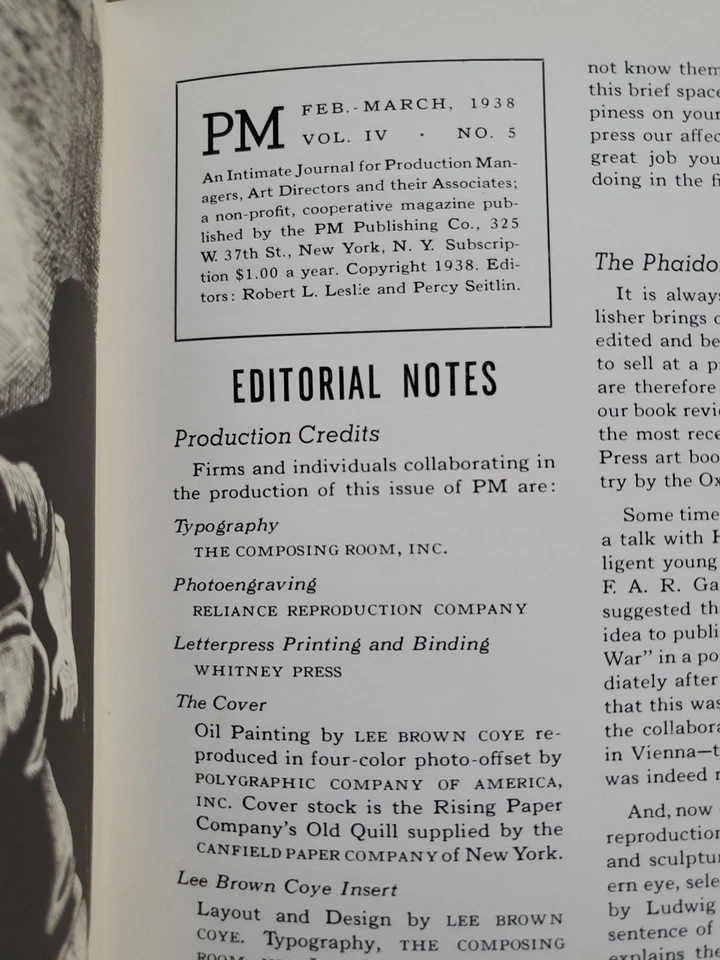 PM FEB.-MARCH, 1938
VOL. IV · NO. 5
An Intimate Journal for Production Man-
agers, Art Directors and their Associates;
a non-profit, cooperative magazine pub-
lished by the PM Publishing Co., 325
W. 37th St., New York, N. Y. Subscrip-
tion $1.00 a year. Copyright 1938. Edi-
tors: Robert L. Leslie and Percy Seitlin.
EDITORIAL NOTES
Production Credits
Firms and individuals collaborating in
the production of this issue of PM are:
Typography
THE COMPOSING ROOM, INC.
Photoengraving
RELIANCE REPRODUCTION COMPANY
Letterpress Printing and Binding
WHITNEY PRESS
The Cover
Oil Painting by LEE BROWN COYE re-
produced in four-color photo-offset by
POLYGRAPHIC COMPANY OF AMERICA,
INC. Cover stock is the Rising Paper
Company's Old Quill supplied by the
CANFIELD PAPER COMPANY of New York.
Lee Brown Coye Insert
Layout and Design by LEE BROWN
COYE. Typography, THE COMPOSING
not know them
this brief space
piness on your
press our affec
great job you
doing in the fi
The Phaido
It is always
lisher brings o
edited and be
to sell at a p
are therefore
our book revi
the most rece
Press art boo
try by the Ox
Some time
a talk with H
ligent young
F. A. R. Ga
suggested th
idea to publi
War" in a po
diately after
that this was
the collabora
in Vienna—t
was indeed r
And, now
reproduction
and sculptu
ern eye, sele
by Ludwig
sentence of
explains the